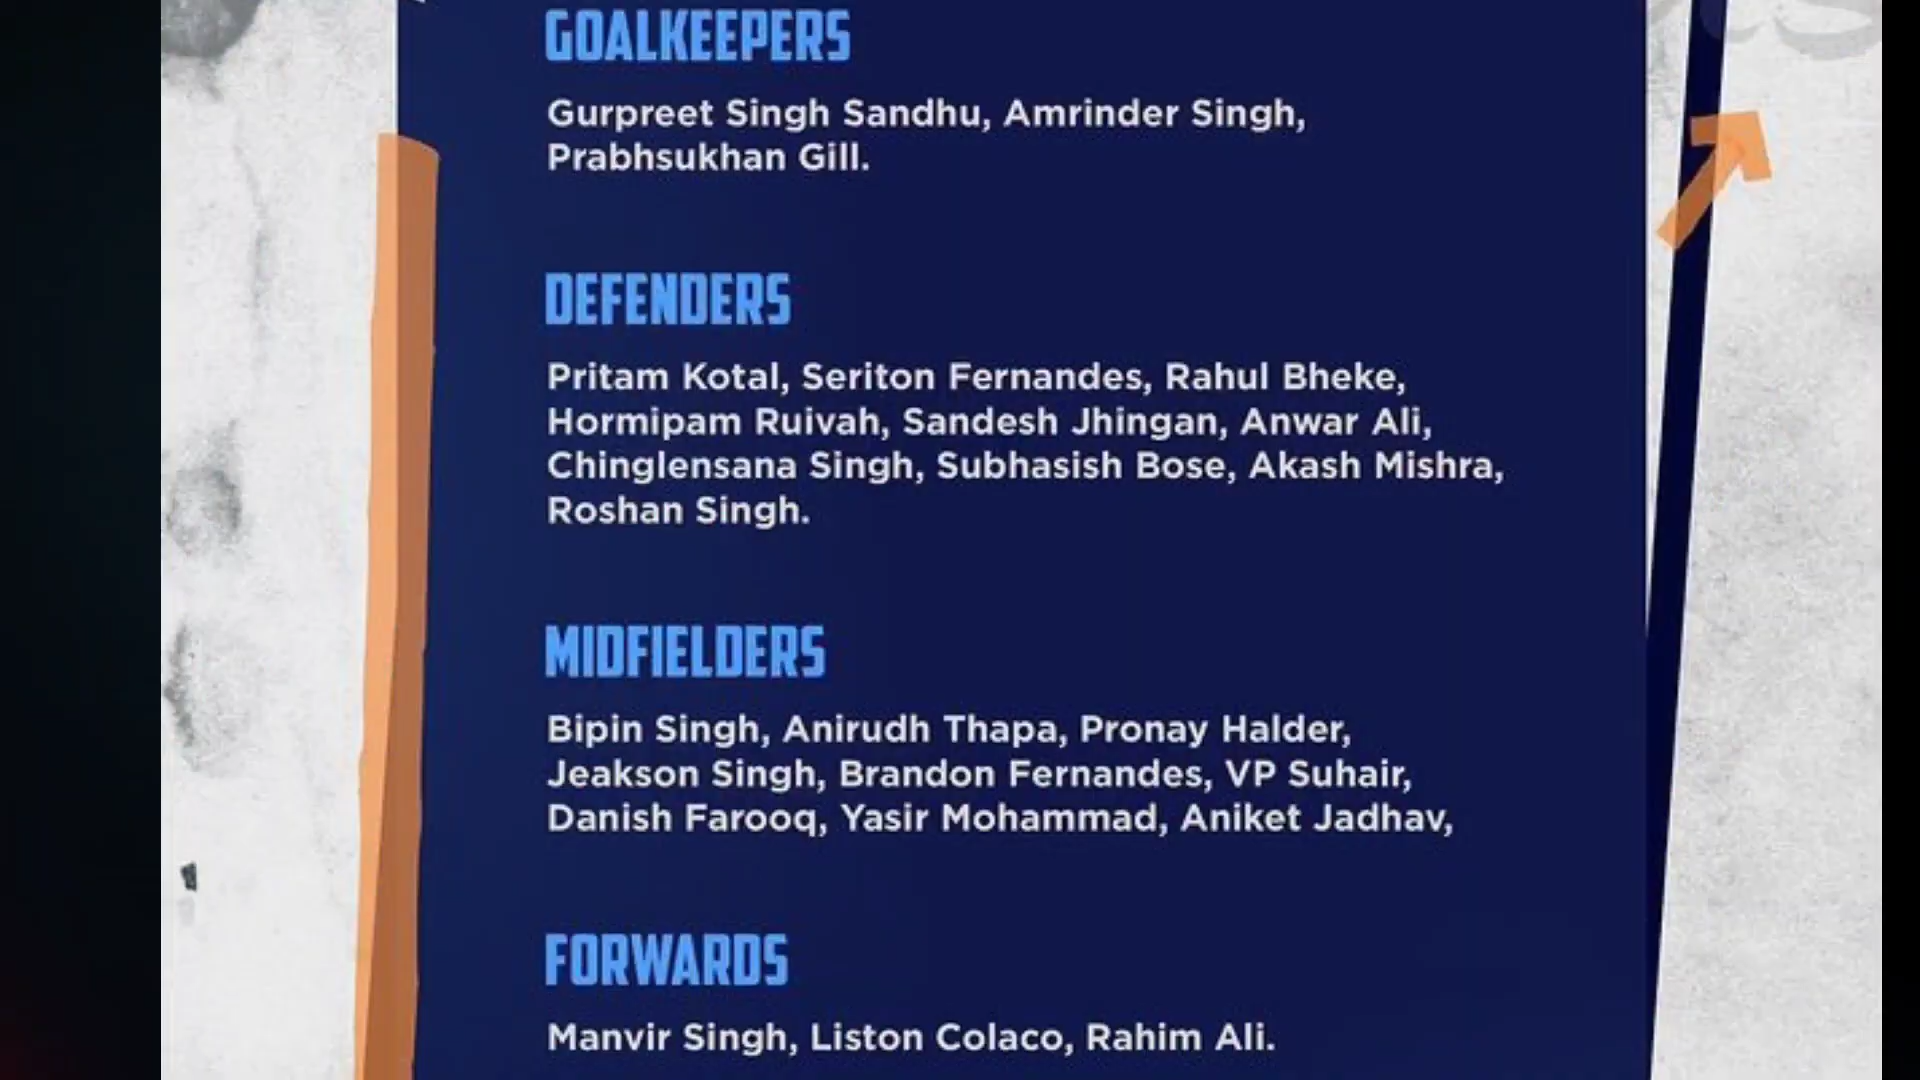 GOALKEEPERS
Gurpreet Singh Sandhu, Amrinder Singh,
Prabhsukhan Gill.
DEFENDERS
Pritam Kotal, Seriton Fernandes, Rahul Bheke,
Hormipam Ruivah, Sandesh Jhingan, Anwar Ali,
Chinglensana Singh, Subhasish Bose, Akash Mishra,
Roshan Singh.
MIDFIELDERS
Bipin Singh, Anirudh Thapa, Pronay Halder,
Jeakson Singh, Brandon Fernandes, VP Suhair,
Danish Farooq, Yasir Mohammad, Aniket Jadhav,
FORWARDS
Manvir Singh, Liston Colaco, Rahim Ali.